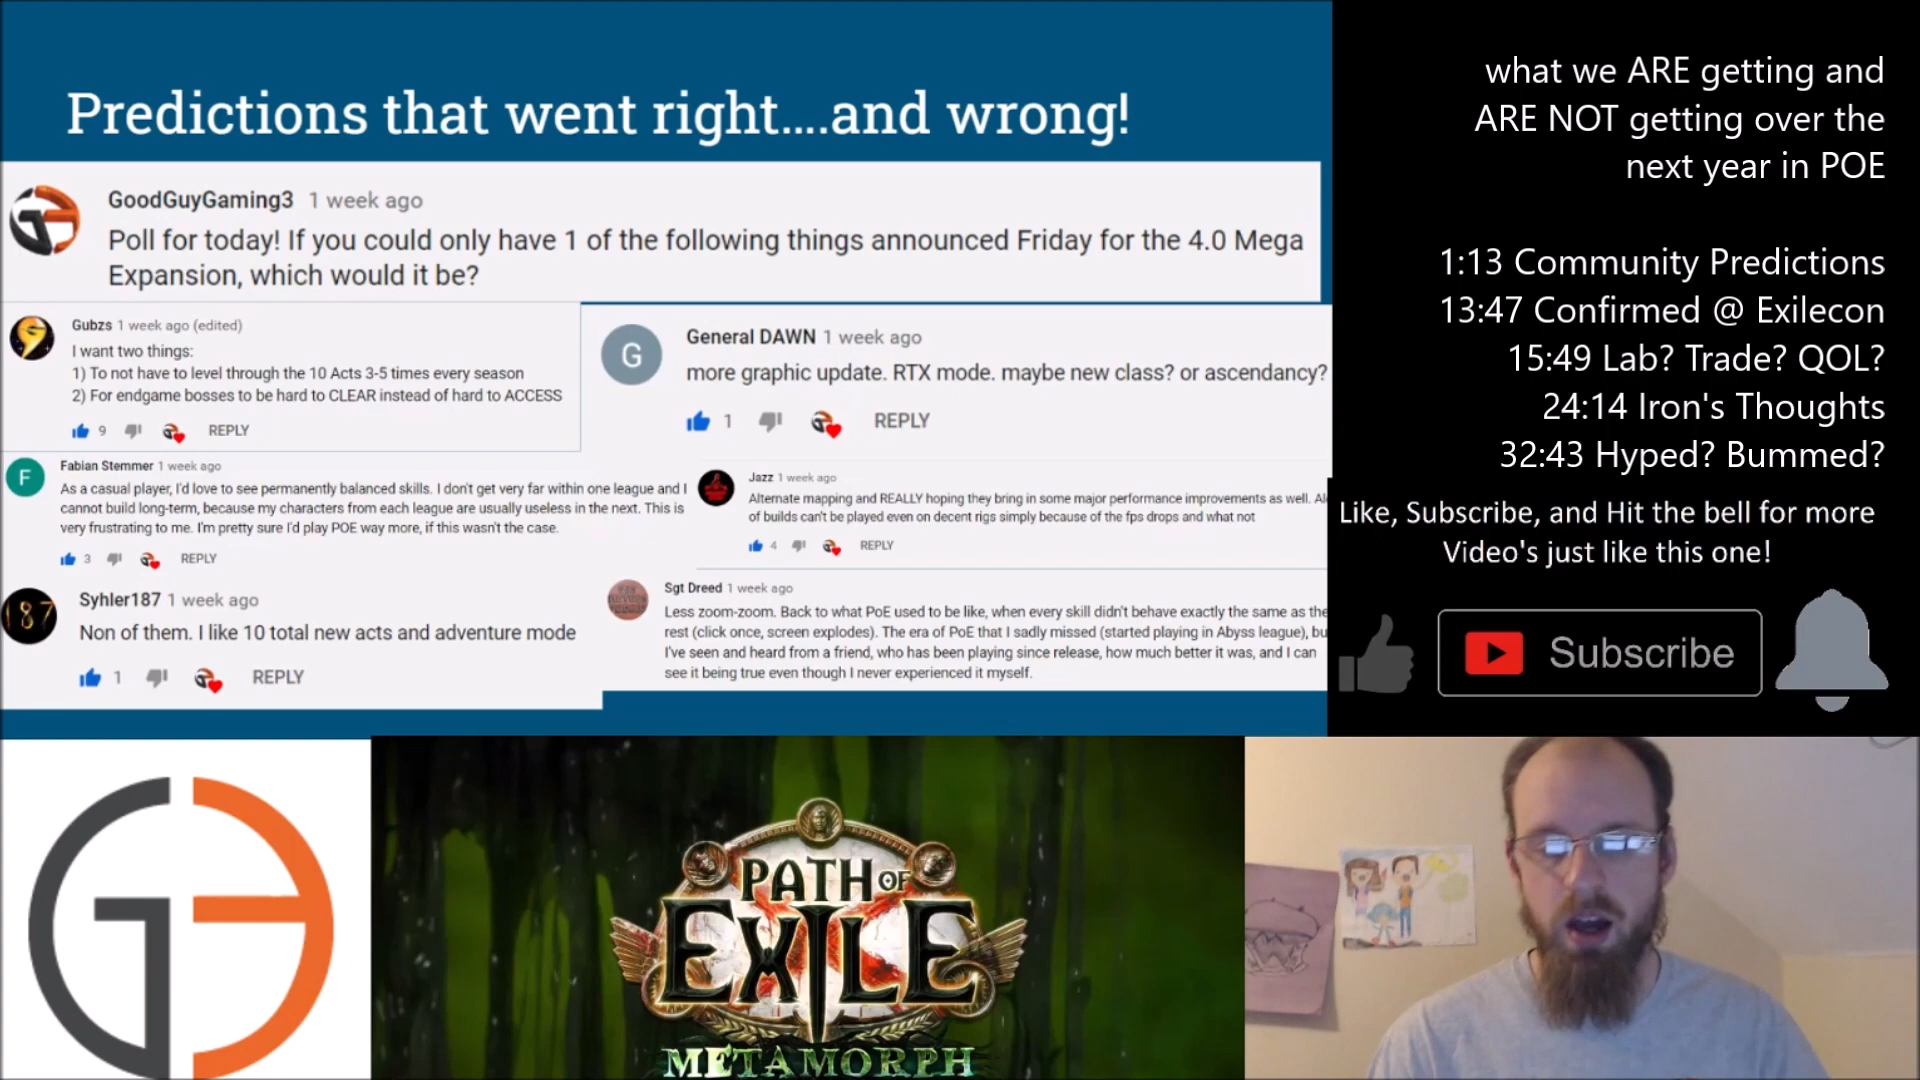 Predictions that went right....and wrong!
GoodGuyGaming3 1 week ago
Poll for today! If you could only have 1 of the following things announced Friday for the 4.0 Mega
Expansion, which would it be?
Gubzs 1 week ago (edited)
I want two things:
1) To not have to level through the 10 Acts 3-5 times every season
2) For endgame bosses to be hard to CLEAR instead of hard to ACCESS
9 REPLY
G
General DAWN 1 week ago
more graphic update. RTX mode. maybe new class? or ascendancy?
1 REPLY
F
Fabian Stemmer 1 week ago
As a casual player, I'd love to see permanently balanced skills. I don't get very far within one league and I
cannot build long-term, because my characters from each league are usually useless in the next. This is
very frustrating to me. I'm pretty sure I'd play POE way more, if this wasn't the case.
3 REPLY
Jazz 1 week ago
Alternate mapping and REALLY hoping they bring in some major performance improvements as well.
of builds can't be played even on decent rigs simply because of the fps drops and what not
4 REPLY
187
Syhler187 1 week ago
Non of them. I like 10 total new acts and adventure mode
1 REPLY
Sgt Dreed 1 week ago
Less zoom-zoom. Back to what PoE used to be like, when every skill didn't behave exactly the same as the
rest (click once, screen explodes). The era of PoE that I sadly missed (started playing in Abyss league), bu
I've seen and heard from a friend, who has been playing since release, how much better it was, and I can
see it being true even though I never experienced it myself.
what we ARE getting and
ARE NOT getting over the
next year in POE
1:13 Community Predictions
13:47 Confirmed @ Exilecon
15:49 Lab? Trade? QOL?
24:14 Iron's Thoughts
32:43 Hyped? Bummed?
Like, Subscribe, and Hit the bell for more
Video's just like this one!
Subscribe
PATH OF
EXILE
METAMORPH